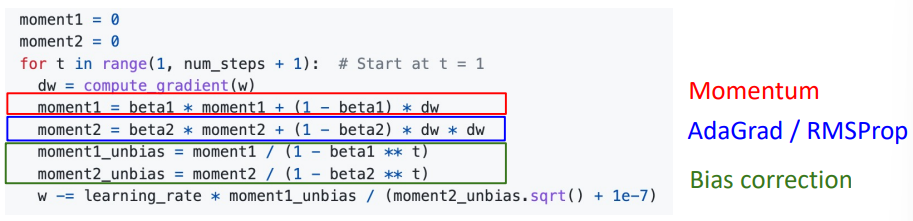 moment1 = 0
moment2 = 0
for t in range(1, num_steps + 1):  # Start at t = 1
  dw = compute_gradient(w)
  moment1 = beta1 * moment1 + (1 - beta1) * dw
  moment2 = beta2 * moment2 + (1 - beta2) * dw * dw
  moment1_unbias = moment1 / (1 - beta1 ** t)
  moment2_unbias = moment2 / (1 - beta2 ** t)
  w -= learning_rate * moment1_unbias / (moment2_unbias.sqrt() + 1e-7)
Momentum
AdaGrad / RMSProp
Bias correction